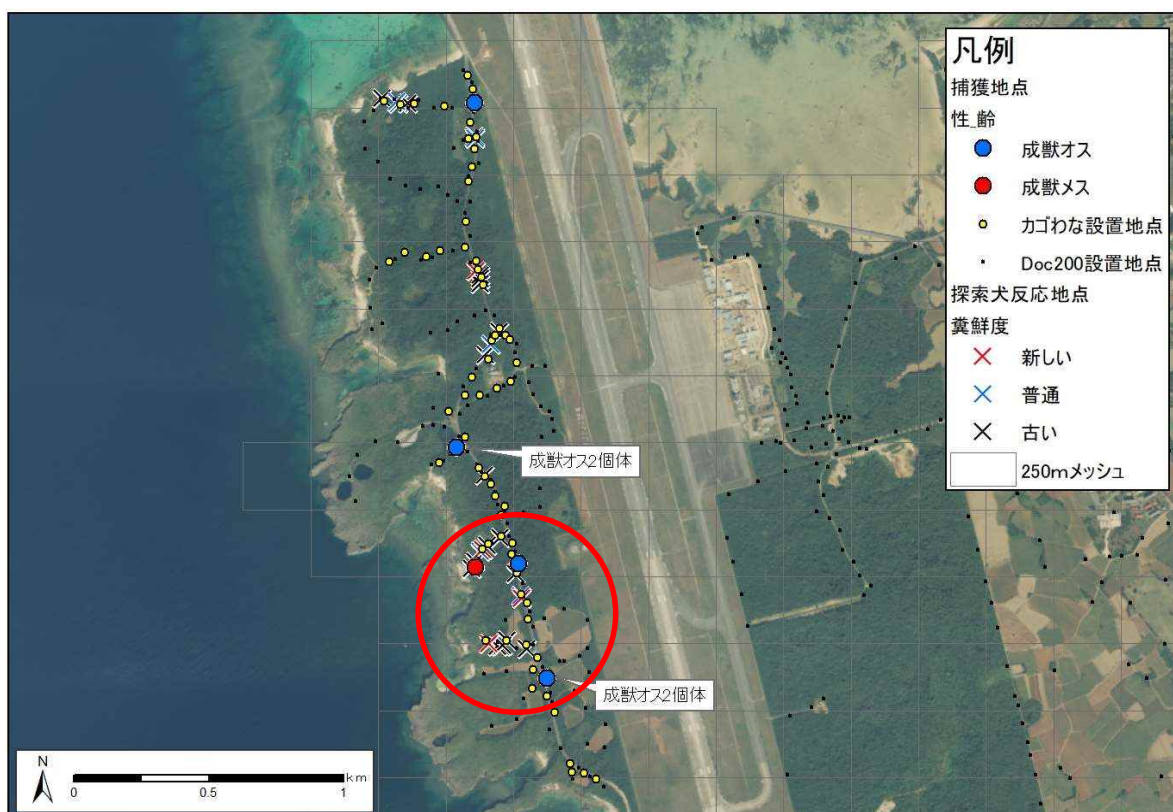 凡例
捕獲地点
性_齢
成獣オス
成獣メス
カゴわな設置地点
Doc200設置地点
探索犬反応地点
糞鮮度
新しい
普通
古い
250mメッシュ
成獣オス2個体
成獣オス2個体
N
km
0 0.5 1